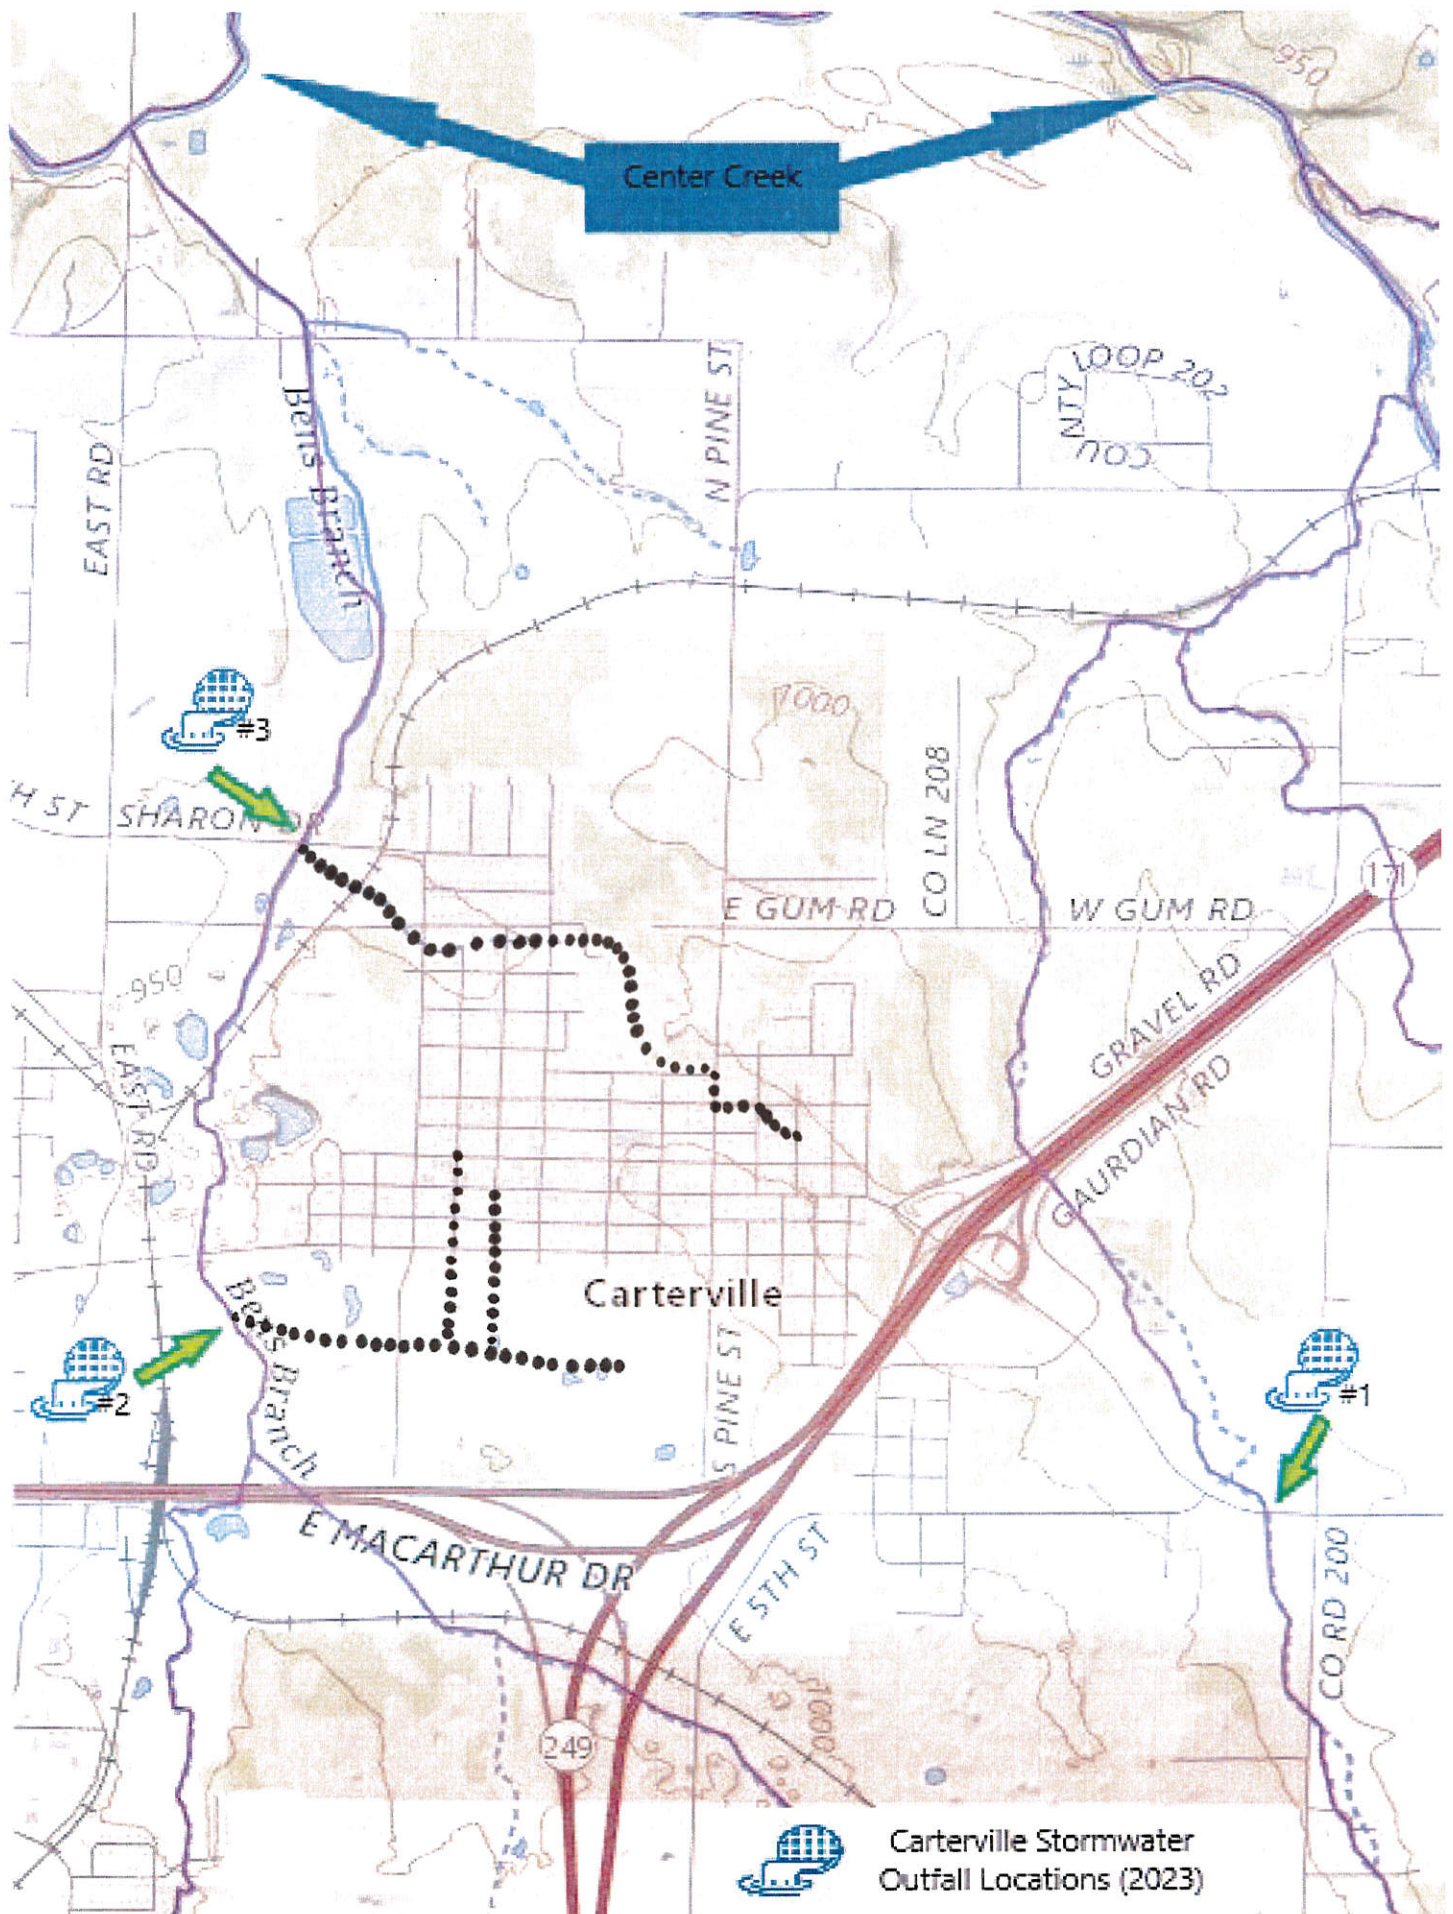 950
Center Creek
COUNTY LOOP 202
N PINE ST
Bens Branch
EAST RD
#3
1000
H ST
SHARON DR
CO LN 208
171
E GUM RD
W GUM RD
950
GRAVEL RD
EAST RD
GAURDIAN RD
Carterville
Bens Branch
#2
#1
S PINE ST
E MACARTHUR DR
E 5TH ST
CO RD 200
1000
249
Carterville Stormwater
Outfall Locations (2023)